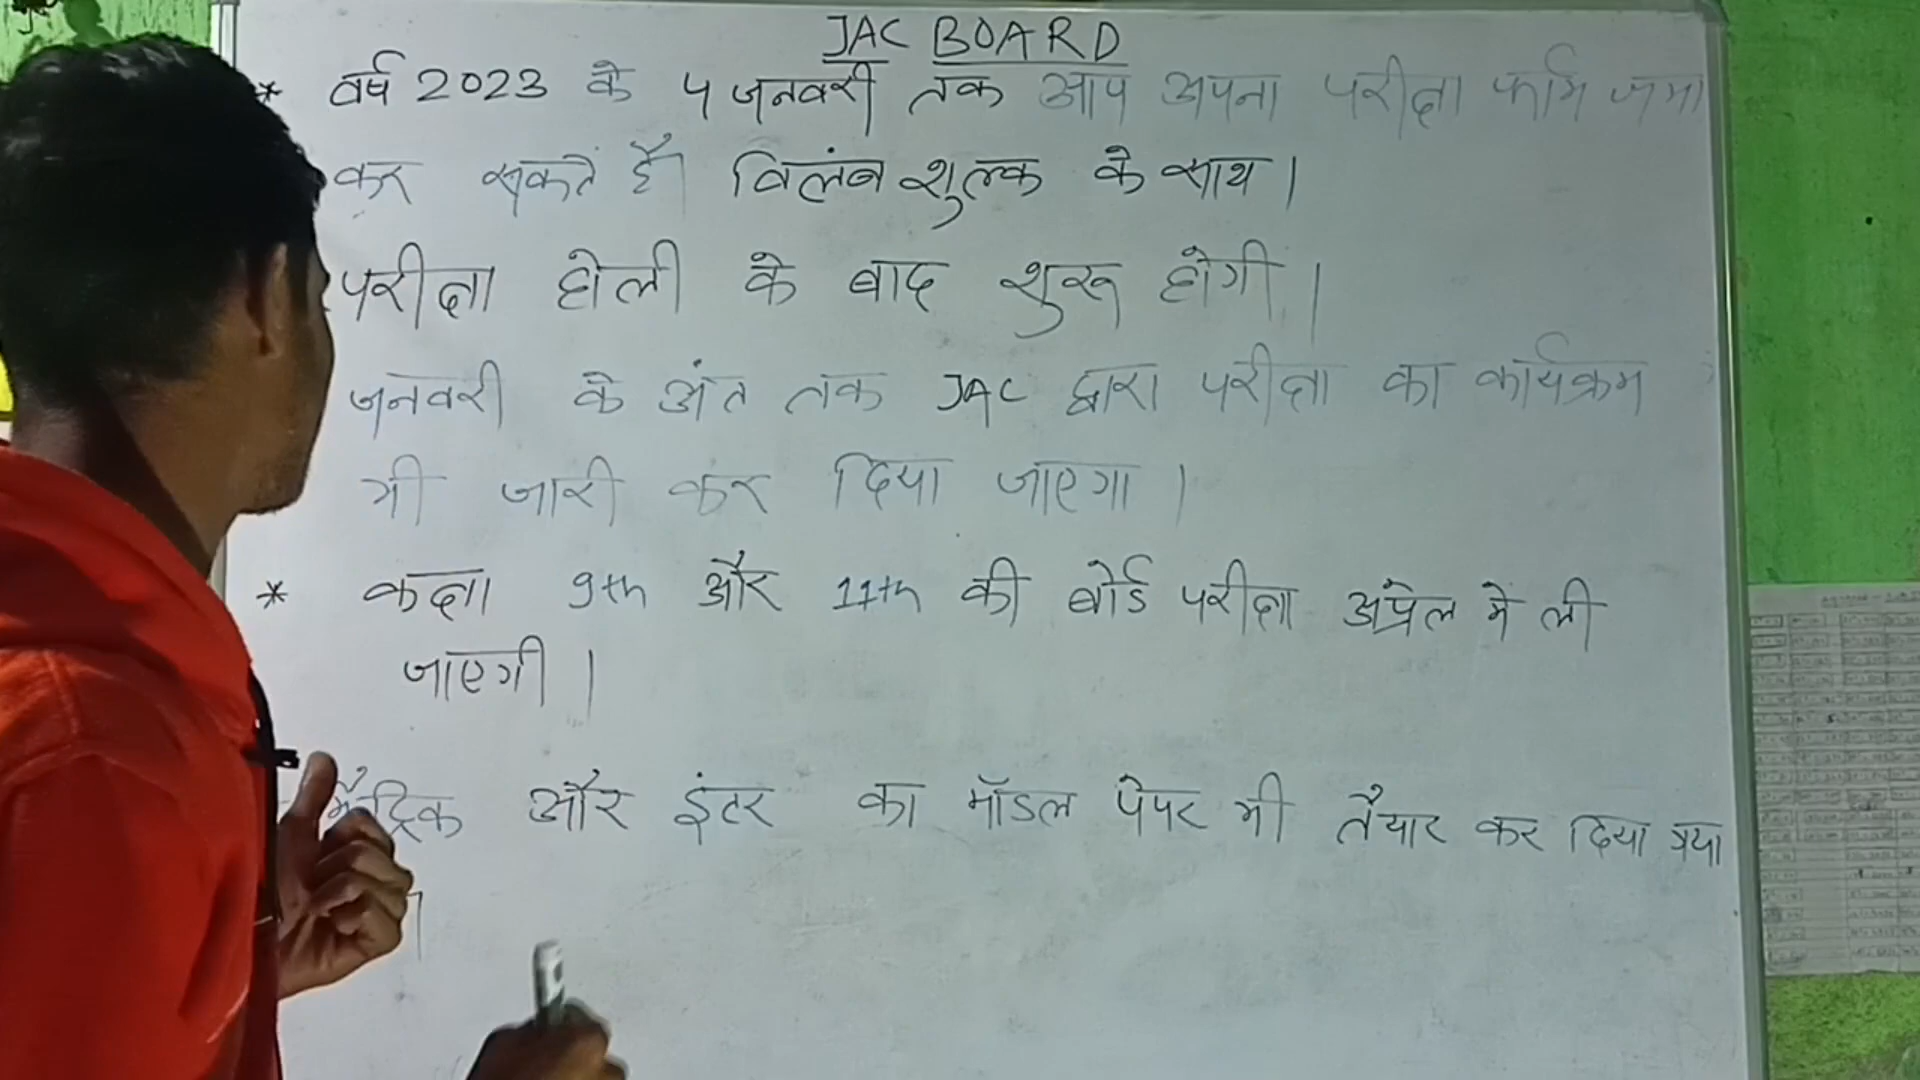 JAC BOARD
* वर्ष 2023 के 4 जनवरी तक आप अपना परीक्षा फॉर्म जमा
कर सकते हैं विलंब शुल्क के साथ।
परीक्षा होली के बाद शुरू होगी।
जनवरी के अंत तक JAC द्वारा परीक्षा का कार्यक्रम
भी जारी कर दिया जाएगा।
* कक्षा 9th और 11th की बोर्ड परीक्षा अप्रैल में ली
जाएगी।
मैट्रिक और इंटर का मॉडल पेपर भी तैयार कर दिया गया